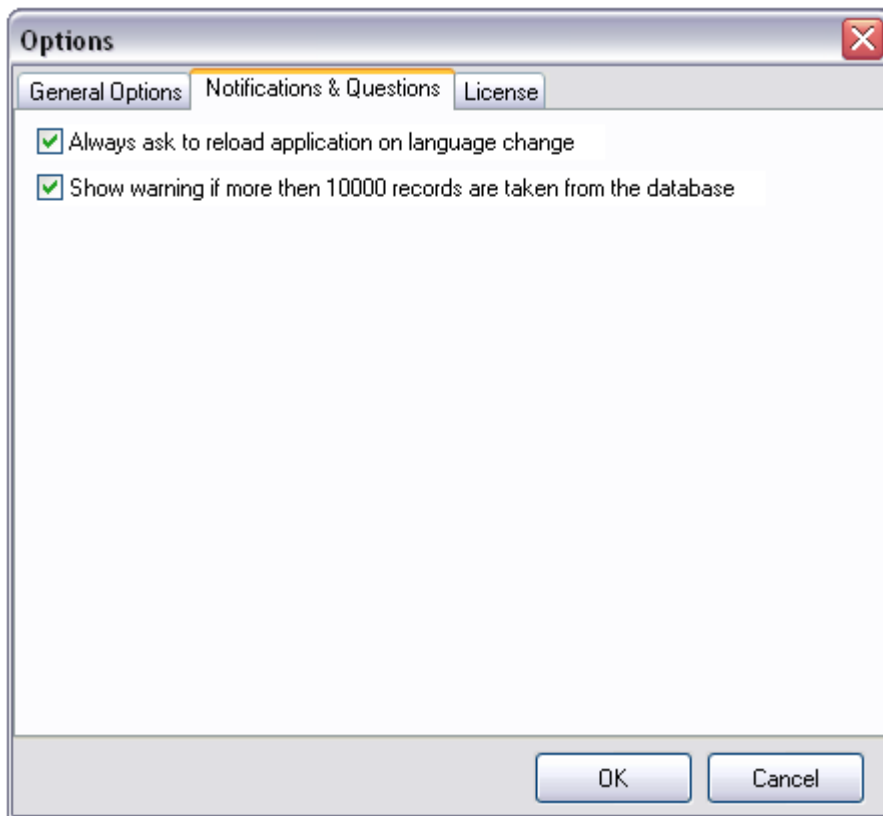 Options
General Options Notifications & Questions License
Always ask to reload application on language change
Show warning if more then 10000 records are taken from the database
OK Cancel